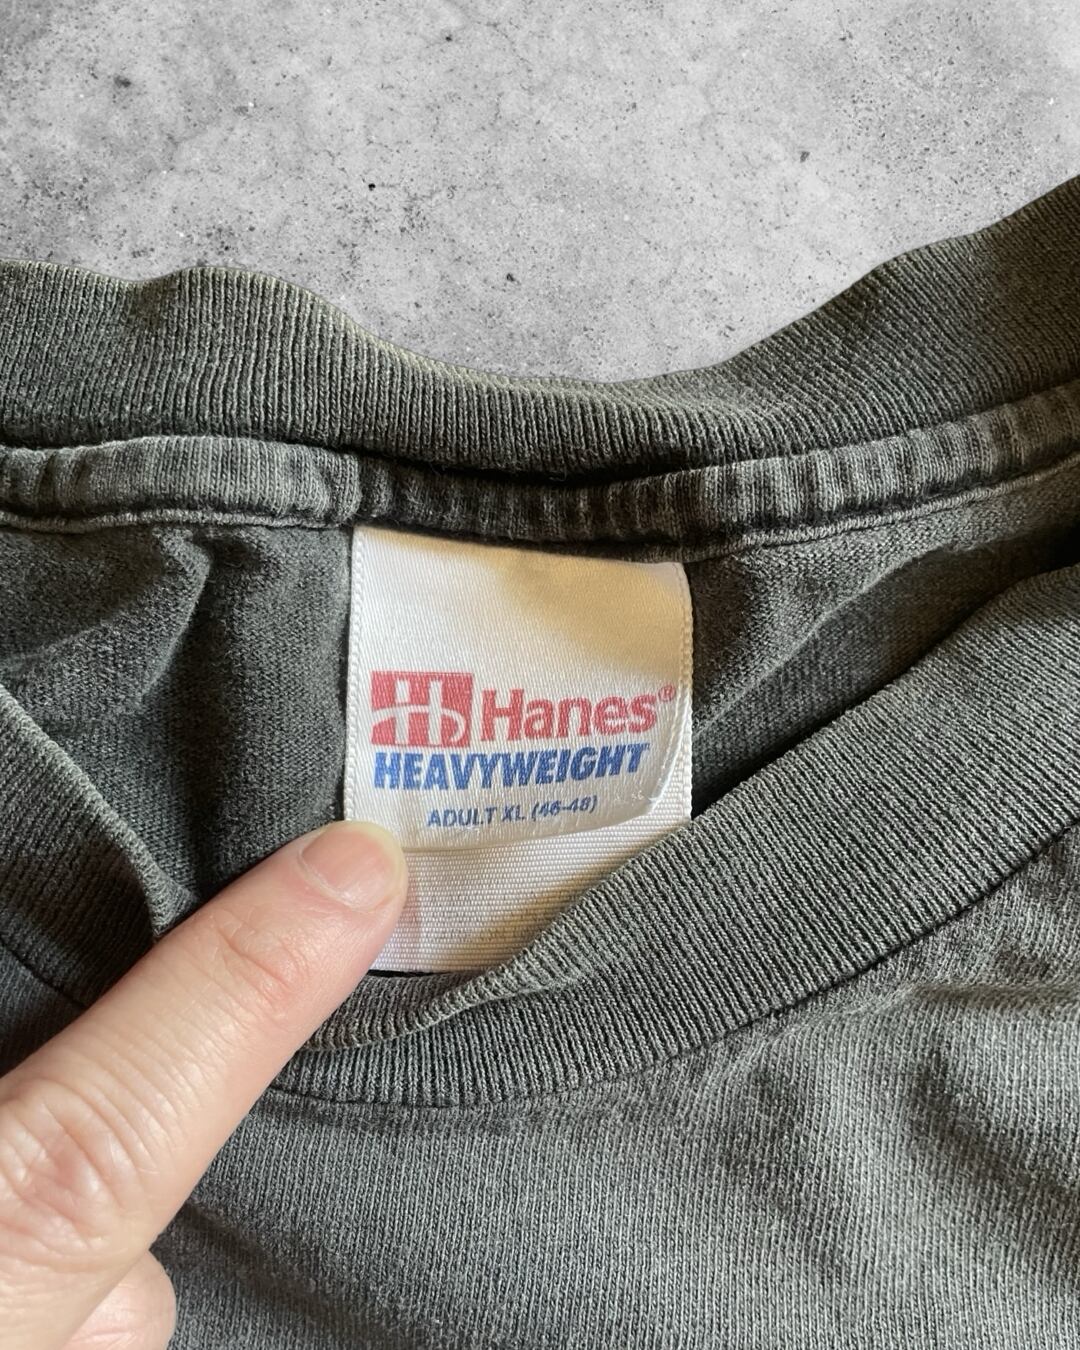 Hanes®
HEAVYWEIGHT
ADULT XL (46-48)